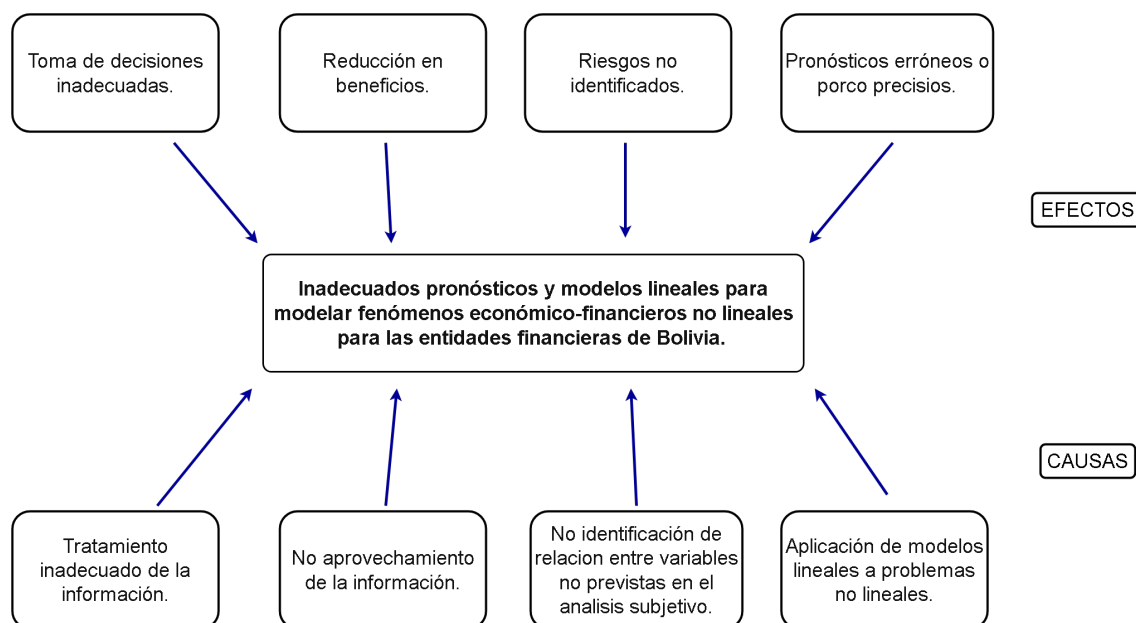 Toma de decisiones
inadecuadas.
Reducción en
beneficios.
Riesgos no
identificados.
Pronósticos erróneos o
porco precisios.
EFECTOS
Inadecuados pronósticos y modelos lineales para
modelar fenómenos económico-financieros no lineales
para las entidades financieras de Bolivia.
CAUSAS
Tratamiento
inadecuado de la
información.
No aprovechamiento
de la información.
No identificación de
relacion entre variables
no previstas en el
analisis subjetivo.
Aplicación de modelos
lineales a problemas
no lineales.